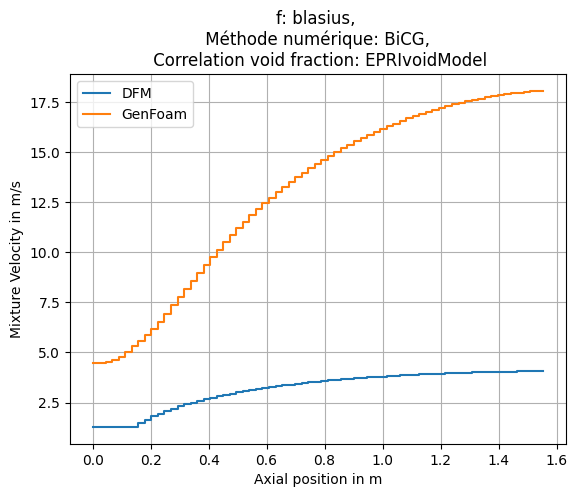 f: blasius,
Méthode numérique: BiCG,
Correlation void fraction: EPRIvoidModel
DFM
GenFoam
17.5
15.0
12.5
10.0
7.5
5.0
2.5
Mixture Velocity in m/s
0.0 0.2 0.4 0.6 0.8 1.0 1.2 1.4 1.6
Axial position in m